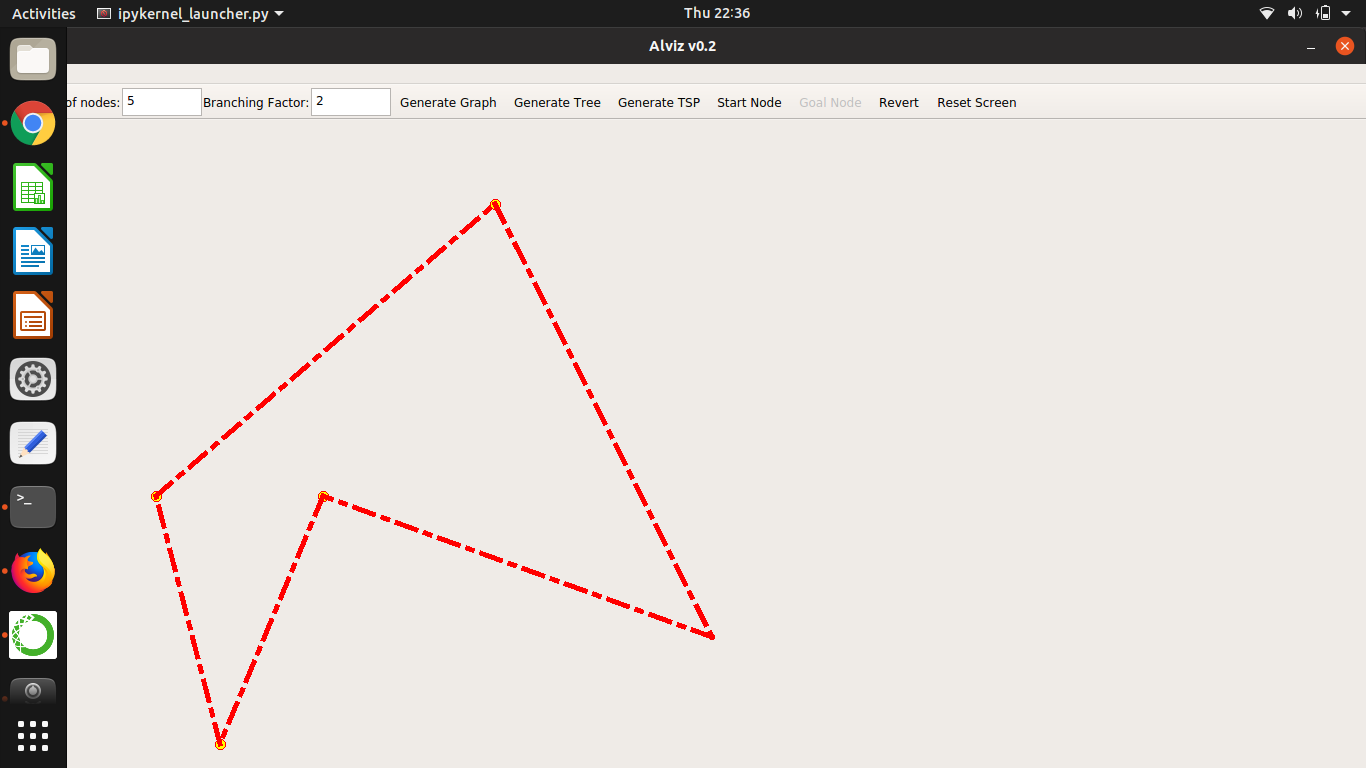 Activities ipykernel_launcher.py Thu 22:36
Alviz v0.2
of nodes: 5 Branching Factor: 2 Generate Graph Generate Tree Generate TSP Start Node Goal Node Revert Reset Screen
>_